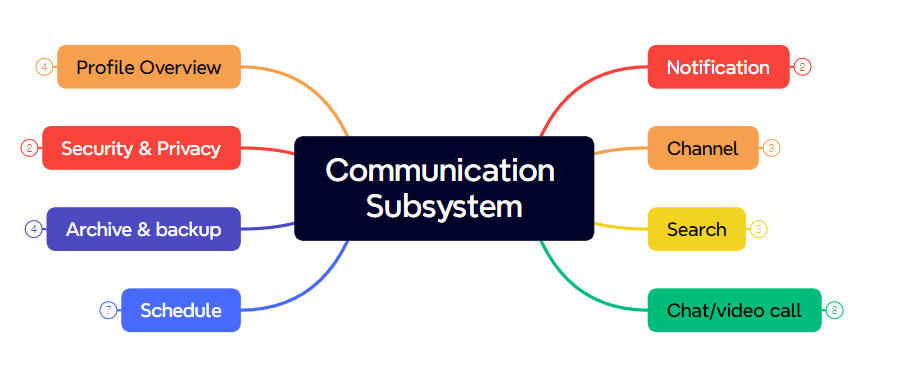 Communication
Subsystem
Notification 2
Channel 3
Search 3
Chat/video call 8
4 Profile Overview
2 Security & Privacy
4 Archive & backup
7 Schedule